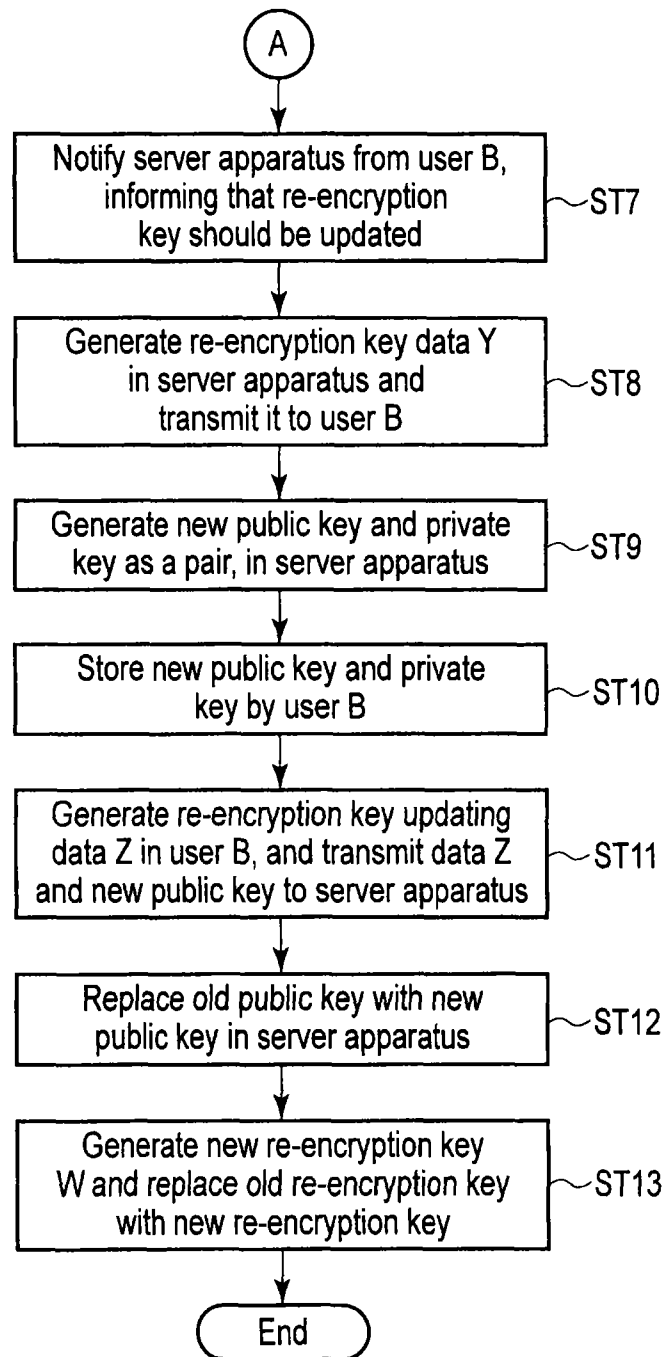 A
Notify server apparatus from user B,
informing that re-encryption
key should be updated
ST7
Generate re-encryption key data Y
in server apparatus and
transmit it to user B
ST8
Generate new public key and private
key as a pair, in server apparatus
ST9
Store new public key and private
key by user B
ST10
Generate re-encryption key updating
data Z in user B, and transmit data Z
and new public key to server apparatus
ST11
Replace old public key with new
public key in server apparatus
ST12
Generate new re-encryption key
W and replace old re-encryption key
with new re-encryption key
ST13
End